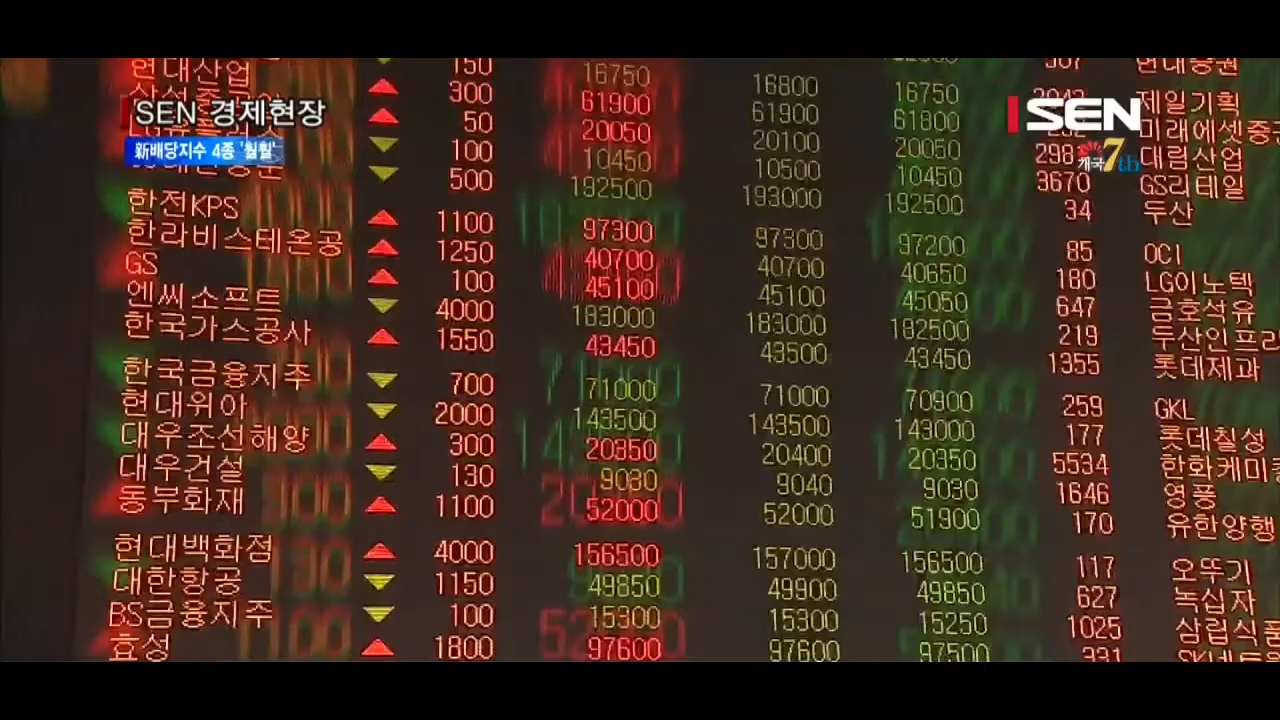 SEN 경제현장
新배당지수 4종 '훨훨'
SEN
개국 7th
현대산업 150 16750 16800 16750 현대증권
▲ 300 61900 61900 61800 제일기획
▲ 50 20050 20100 20050 미래에셋증
▼ 100 10450 10500 10450 대림산업
▼ 500 192500 193000 192500 3670 GS리테일
34 두산
한전KPS ▲ 1100 97300 97300 97200 85 OCI
한라비스테온공 ▲ 1250 40700 40700 40650 180 LG이노텍
GS ▲ 100 45100 45100 45050 647 금호석유
엔씨소프트 ▼ 4000 183000 183000 182500 219 두산인프라
한국가스공사 ▲ 1550 43450 43500 43450 1355 롯데제과
한국금융지주 ▼ 700 71000 71000 70900 259 GKL
현대위아 ▼ 2000 143500 143500 143000 177 롯데칠성
대우조선해양 ▲ 300 20350 20400 20350 5534 한화케미칼
대우건설 ▼ 130 9030 9040 9030 1646 영풍
동부화재 ▲ 1100 52000 52000 51900 170 유한양행
현대백화점 ▲ 4000 156500 157000 156500 117 오뚜기
대한항공 ▼ 1150 49850 49900 49850 627 녹십자
BS금융지주 ▼ 100 15300 15300 15250 1025 삼립식품
효성 ▲ 1800 97600 97600 97500 331 SK네트웍